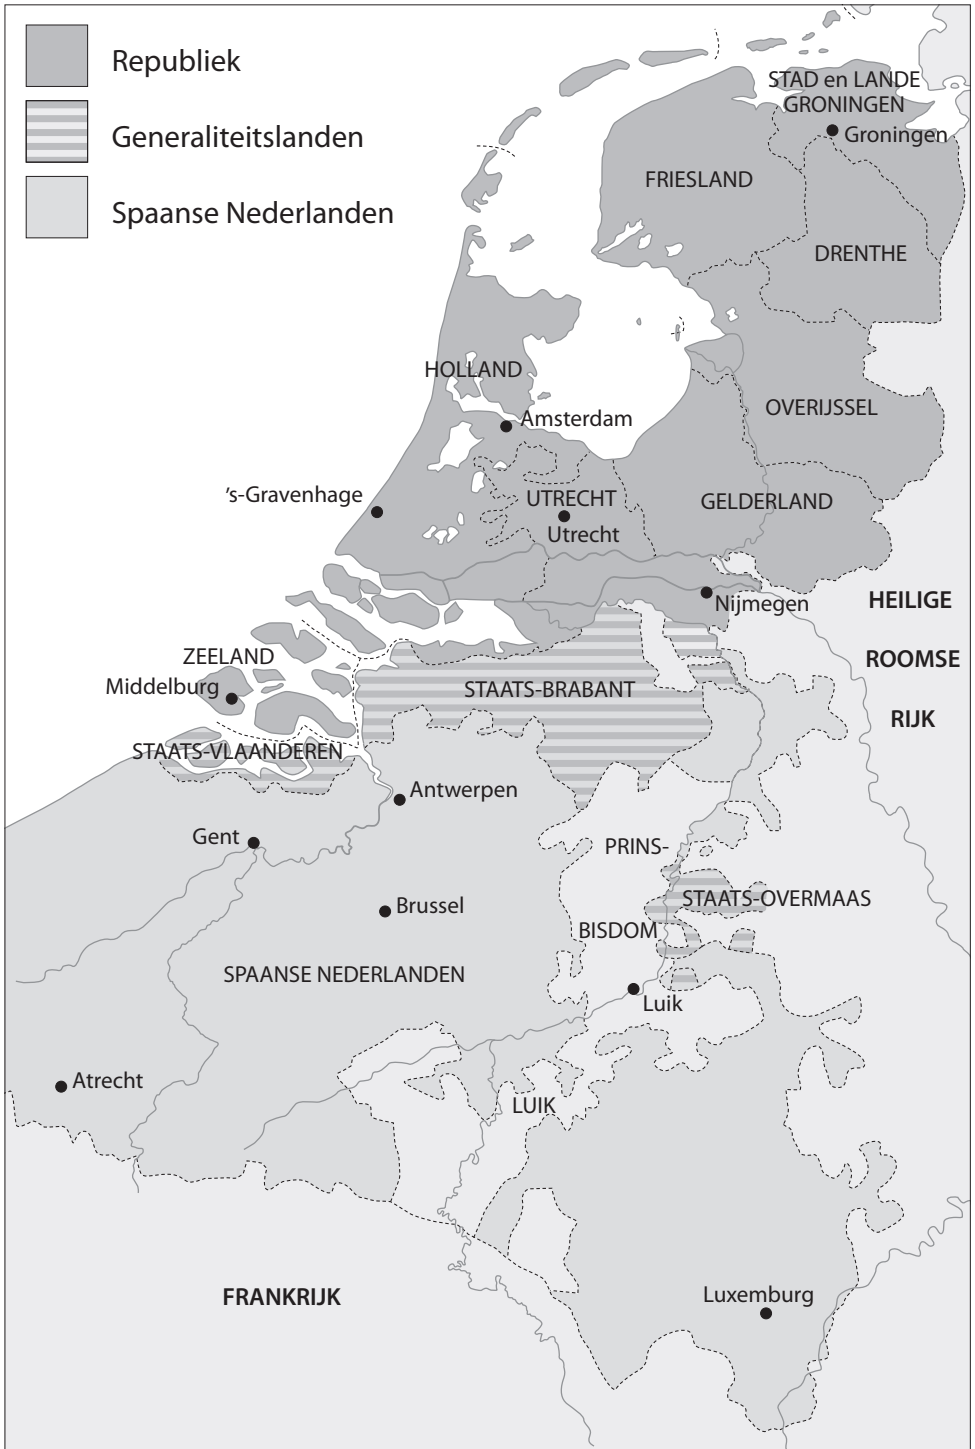 Republiek
Generaliteitslanden
Spaanse Nederlanden
STAD en LANDE
GRONINGEN
Groningen
FRIESLAND
DRENTHE
HOLLAND
OVERIJSSEL
Amsterdam
's-Gravenhage
UTRECHT
Utrecht
GELDERLAND
Nijmegen
HEILIGE
ROOMSE
RIJK
ZEELAND
Middelburg
STAATS-BRABANT
STAATS-VLAANDEREN
Antwerpen
Gent
PRINS-
BISDOM
STAATS-OVERMAAS
Brussel
SPAANSE NEDERLANDEN
Luik
Atrecht
LUIK
FRANKRIJK
Luxemburg